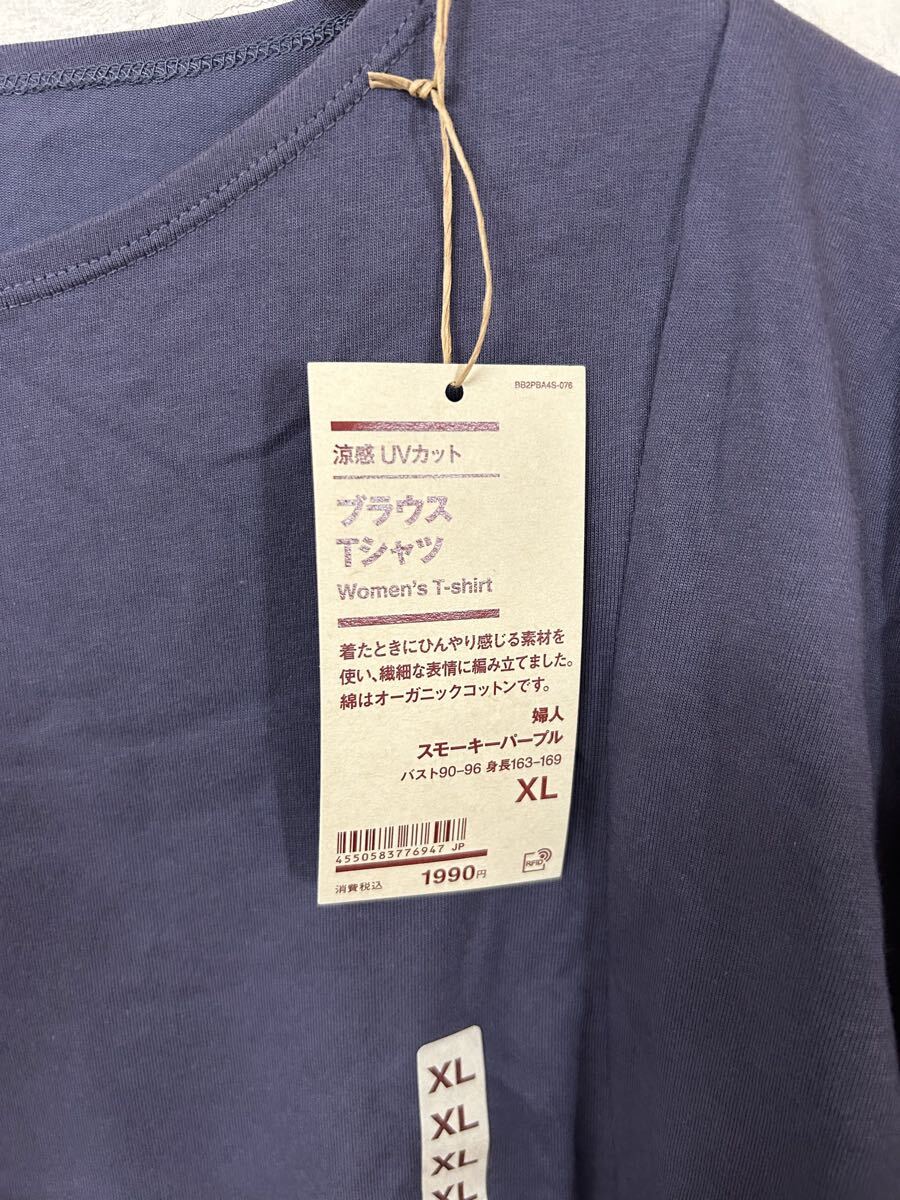 BB2PBA4S-076
涼感 UVカット
ブラウス
Tシャツ
Women's T-shirt
着たときにひんやり感じる素材を
使い、繊細な表情に編み立てました。
綿はオーガニックコットンです。
婦人
スモーキーパープル
バスト90-96 身長163-169
XL
4550583776947 JP
消費税込 1990円
RFID
XL
XL
XL
XL